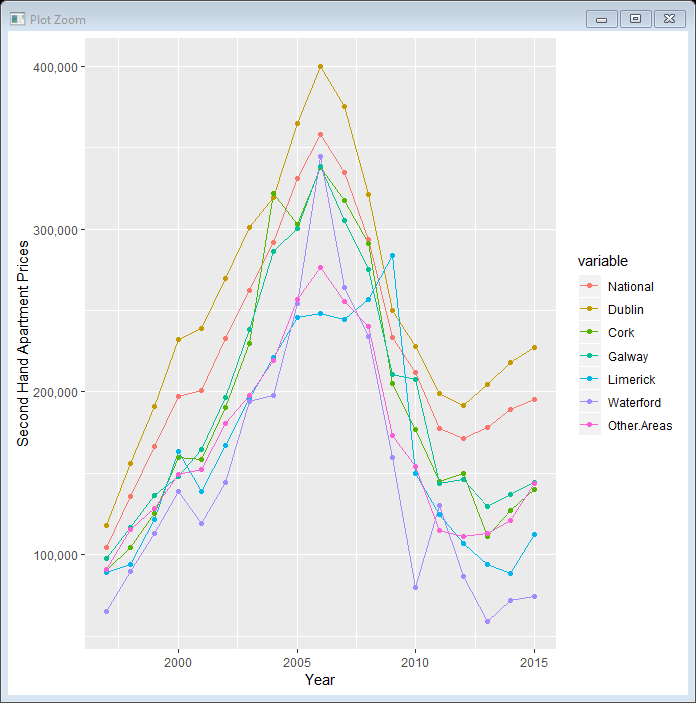 Plot Zoom
400,000
300,000
200,000
100,000
Second Hand Apartment Prices
2000 2005 2010 2015
Year
variable
National
Dublin
Cork
Galway
Limerick
Waterford
Other.Areas